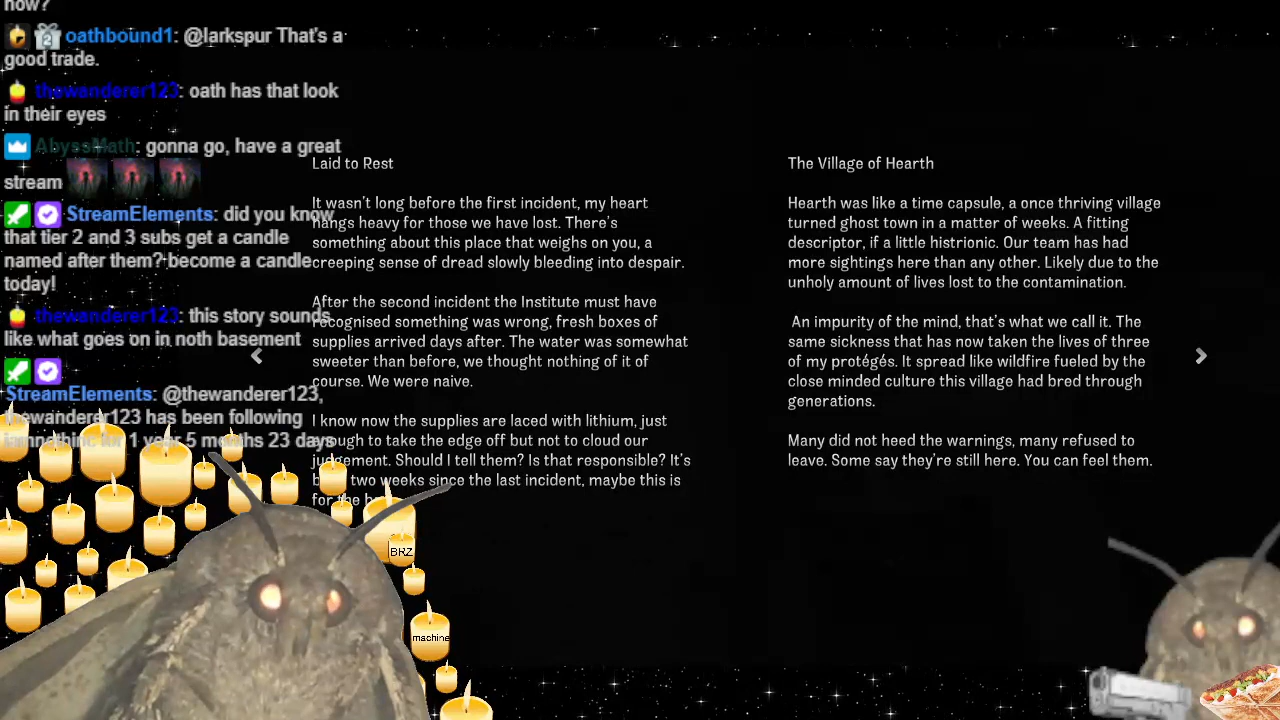 now?
oathbound1: @larkspur That's a
good trade.
thewanderer123: oath has that look
in their eyes
AbyssMath: gonna go, have a great
stream
StreamElements: did you know
that tier 2 and 3 subs get a candle
named after them? become a candle
today!
thewanderer123: this story sounds
like what goes on in noth basement
StreamElements: @thewanderer123,
thewanderer123 has been following
iamnothing for 1 year 5 months 23 days
Laid to Rest
It wasn't long before the first incident, my heart
hangs heavy for those we have lost. There's
something about this place that weighs on you, a
creeping sense of dread slowly bleeding into despair.
After the second incident the Institute must have
recognised something was wrong, fresh boxes of
supplies arrived days after. The water was somewhat
sweeter than before, we thought nothing of it of
course. We were naive.
I know now the supplies are laced with lithium, just
enough to take the edge off but not to cloud our
judgement. Should I tell them? Is that responsible? It's
two weeks since the last incident, maybe this is
for the
The Village of Hearth
Hearth was like a time capsule, a once thriving village
turned ghost town in a matter of weeks. A fitting
descriptor, if a little histrionic. Our team has had
more sightings here than any other. Likely due to the
unholy amount of lives lost to the contamination.
An impurity of the mind, that's what we call it. The
same sickness that has now taken the lives of three
of my protégés. It spread like wildfire fueled by the
close minded culture this village had bred through
generations.
Many did not heed the warnings, many refused to
leave. Some say they're still here. You can feel them.
BRZ
machine